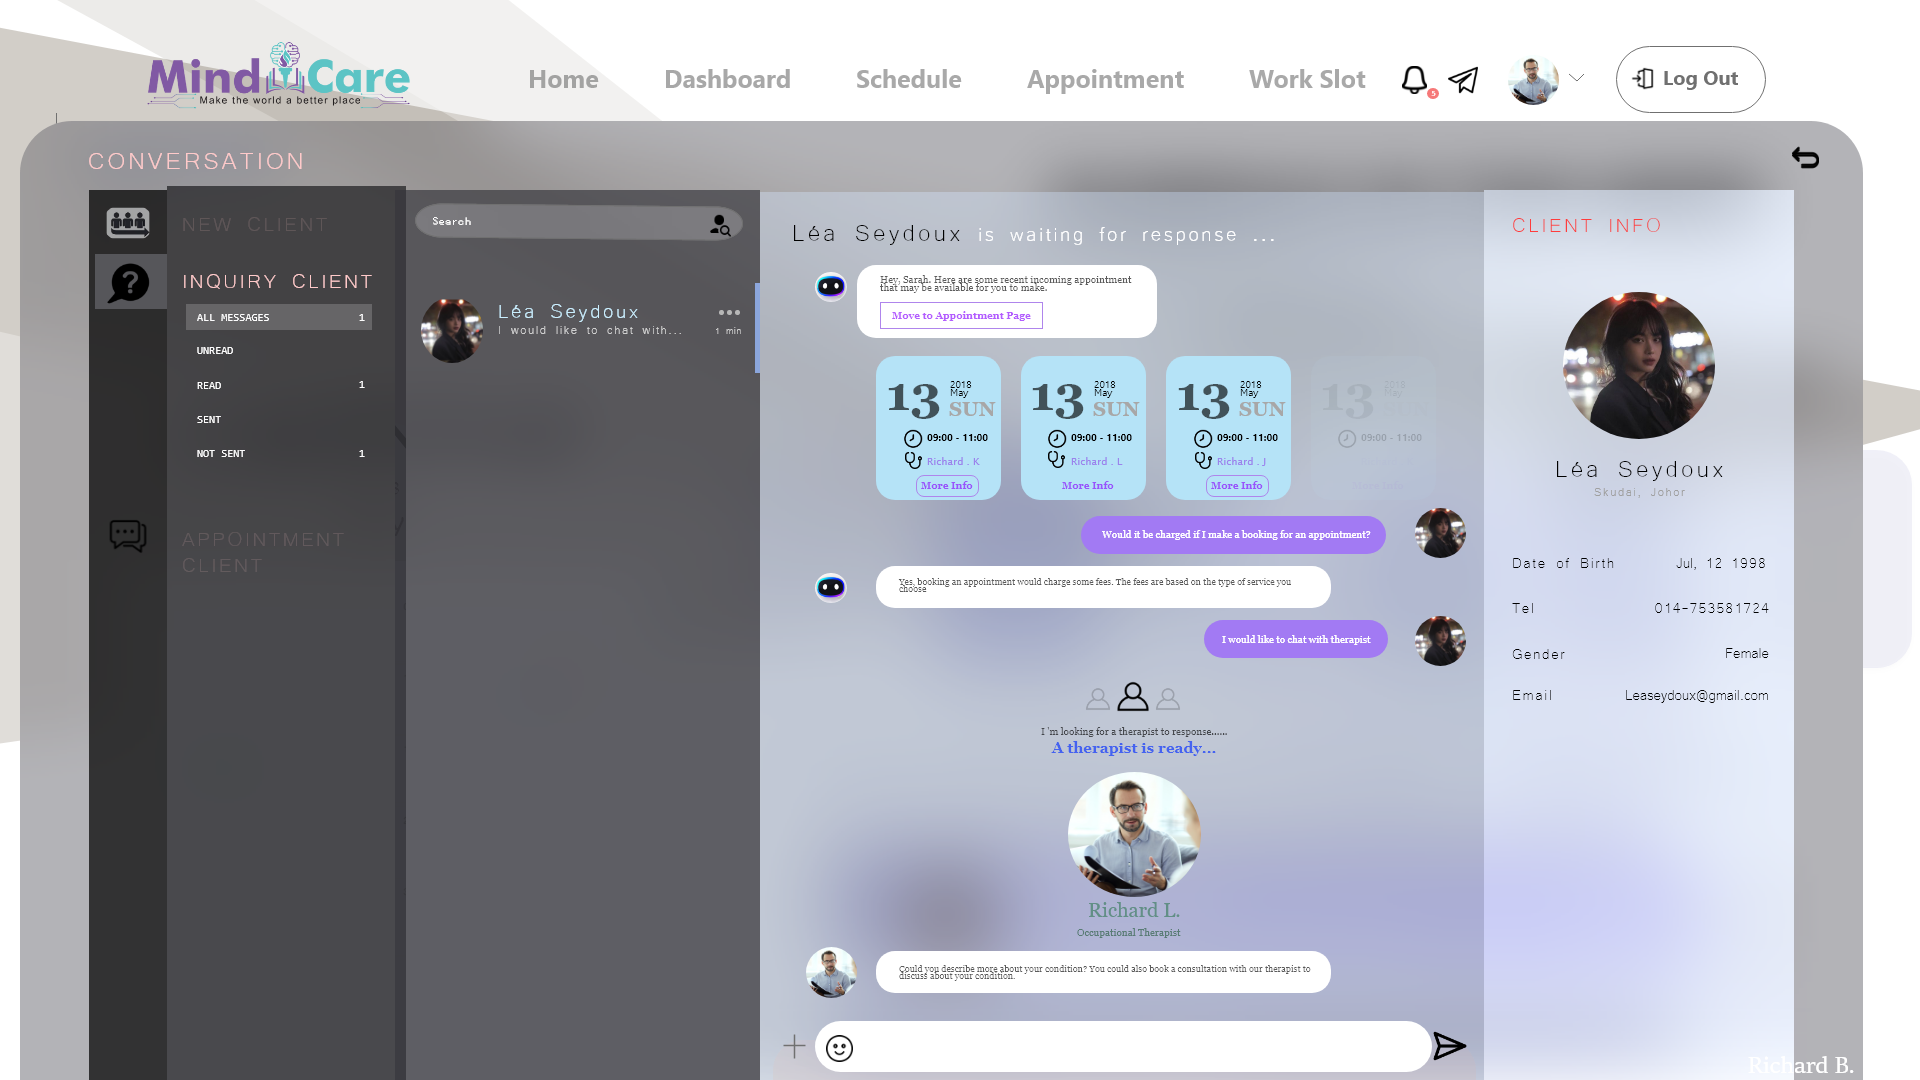 Mind Care
Make the world a better place
Home
Dashboard
Schedule
Appointment
Work Slot
5
Log Out
CONVERSATION
NEW CLIENT
INQUIRY CLIENT
ALL MESSAGES 1
UNREAD
READ 1
SENT
NOT SENT 1
APPOINTMENT
CLIENT
Search
Léa Seydoux
I would like to chat with...
1 min
Léa Seydoux is waiting for response ...
Hey, Sarah. Here are some recent incoming appointment
that may be available for you to make.
Move to Appointment Page
13
2018
May
SUN
09:00 - 11:00
Richard . K
More Info
13
2018
May
SUN
09:00 - 11:00
Richard . L
More Info
13
2018
May
SUN
09:00 - 11:00
Richard . J
More Info
13
2018
May
09:00 - 11:00
More Info
Would it be charged if I make a booking for an appointment?
Yes, booking an appointment would charge some fees. The fees are based on the type of service you
choose
I would like to chat with therapist
I 'm looking for a therapist to response......
A therapist is ready...
Richard L.
Occupational Therapist
Could you describe more about your condition? You could also book a consultation with our therapist to
discuss about your condition.
CLIENT INFO
Léa Seydoux
Skudai, Johor
Date of Birth Jul, 12 1998
Tel 014-753581724
Gender Female
Email Leaseydoux@gmail.com
Richard B.